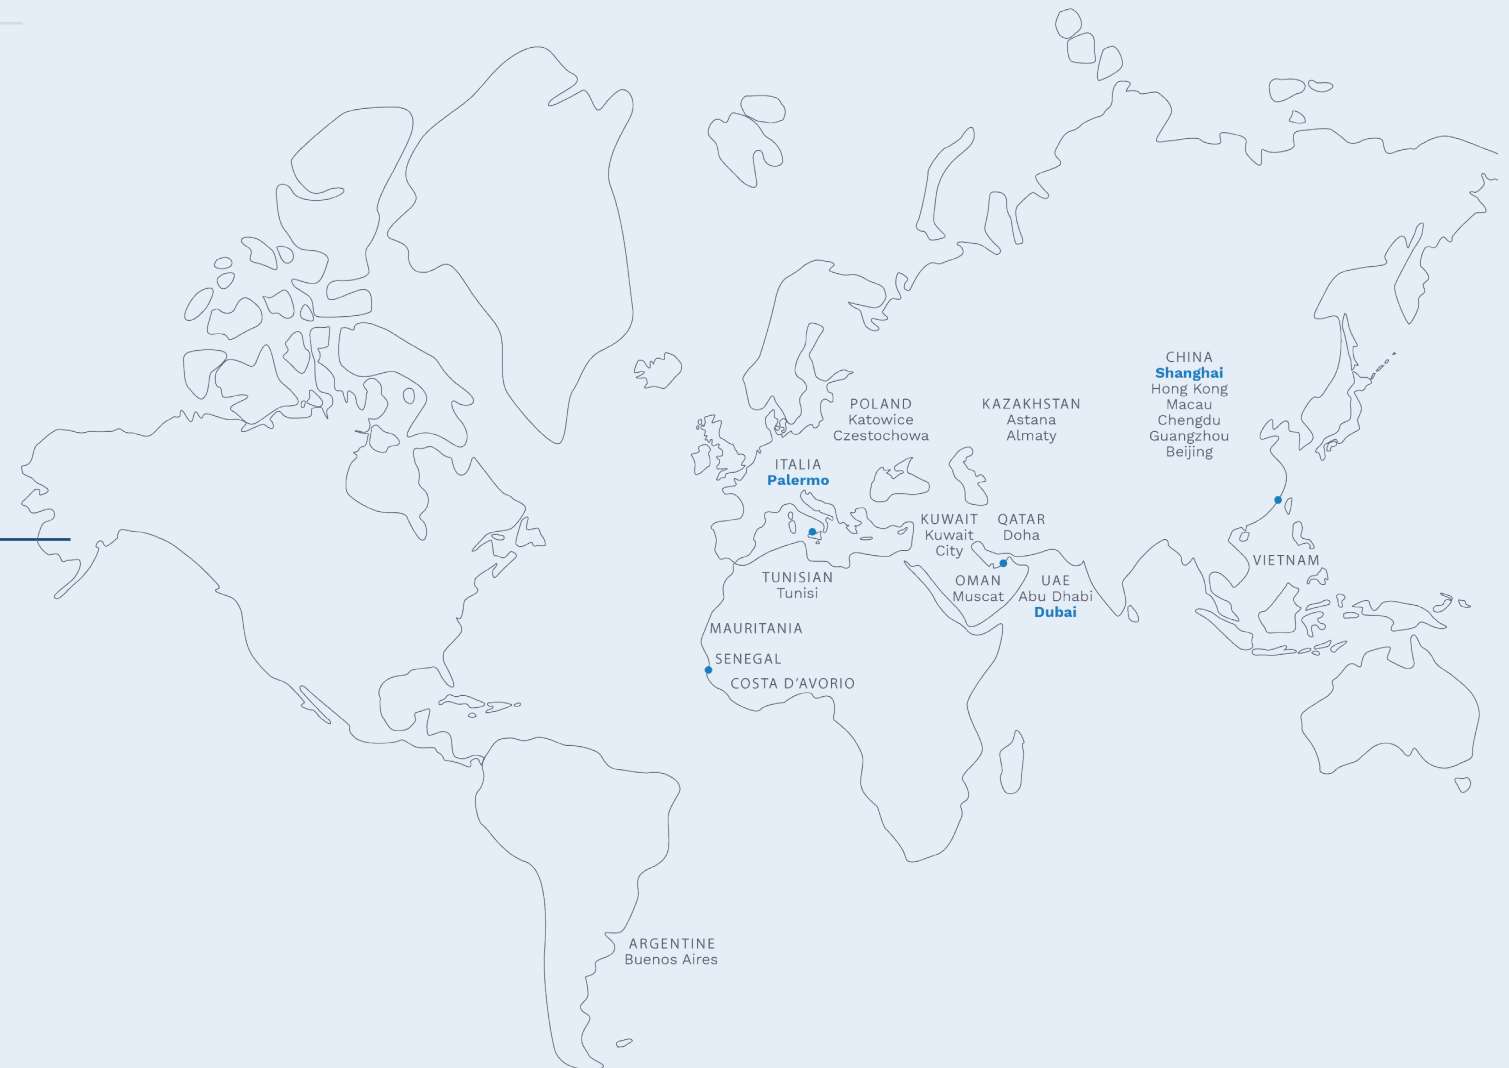 CHINA
Shanghai
Hong Kong
Macau
Chengdu
Guangzhou
Beijing
POLAND
Katowice
Czestochowa
KAZAKHSTAN
Astana
Almaty
ITALIA
Palermo
KUWAIT
Kuwait
City
QATAR
Doha
VIETNAM
TUNISIAN
Tunisi
OMAN
Muscat
UAE
Abu Dhabi
Dubai
MAURITANIA
SENEGAL
COSTA D'AVORIO
ARGENTINE
Buenos Aires